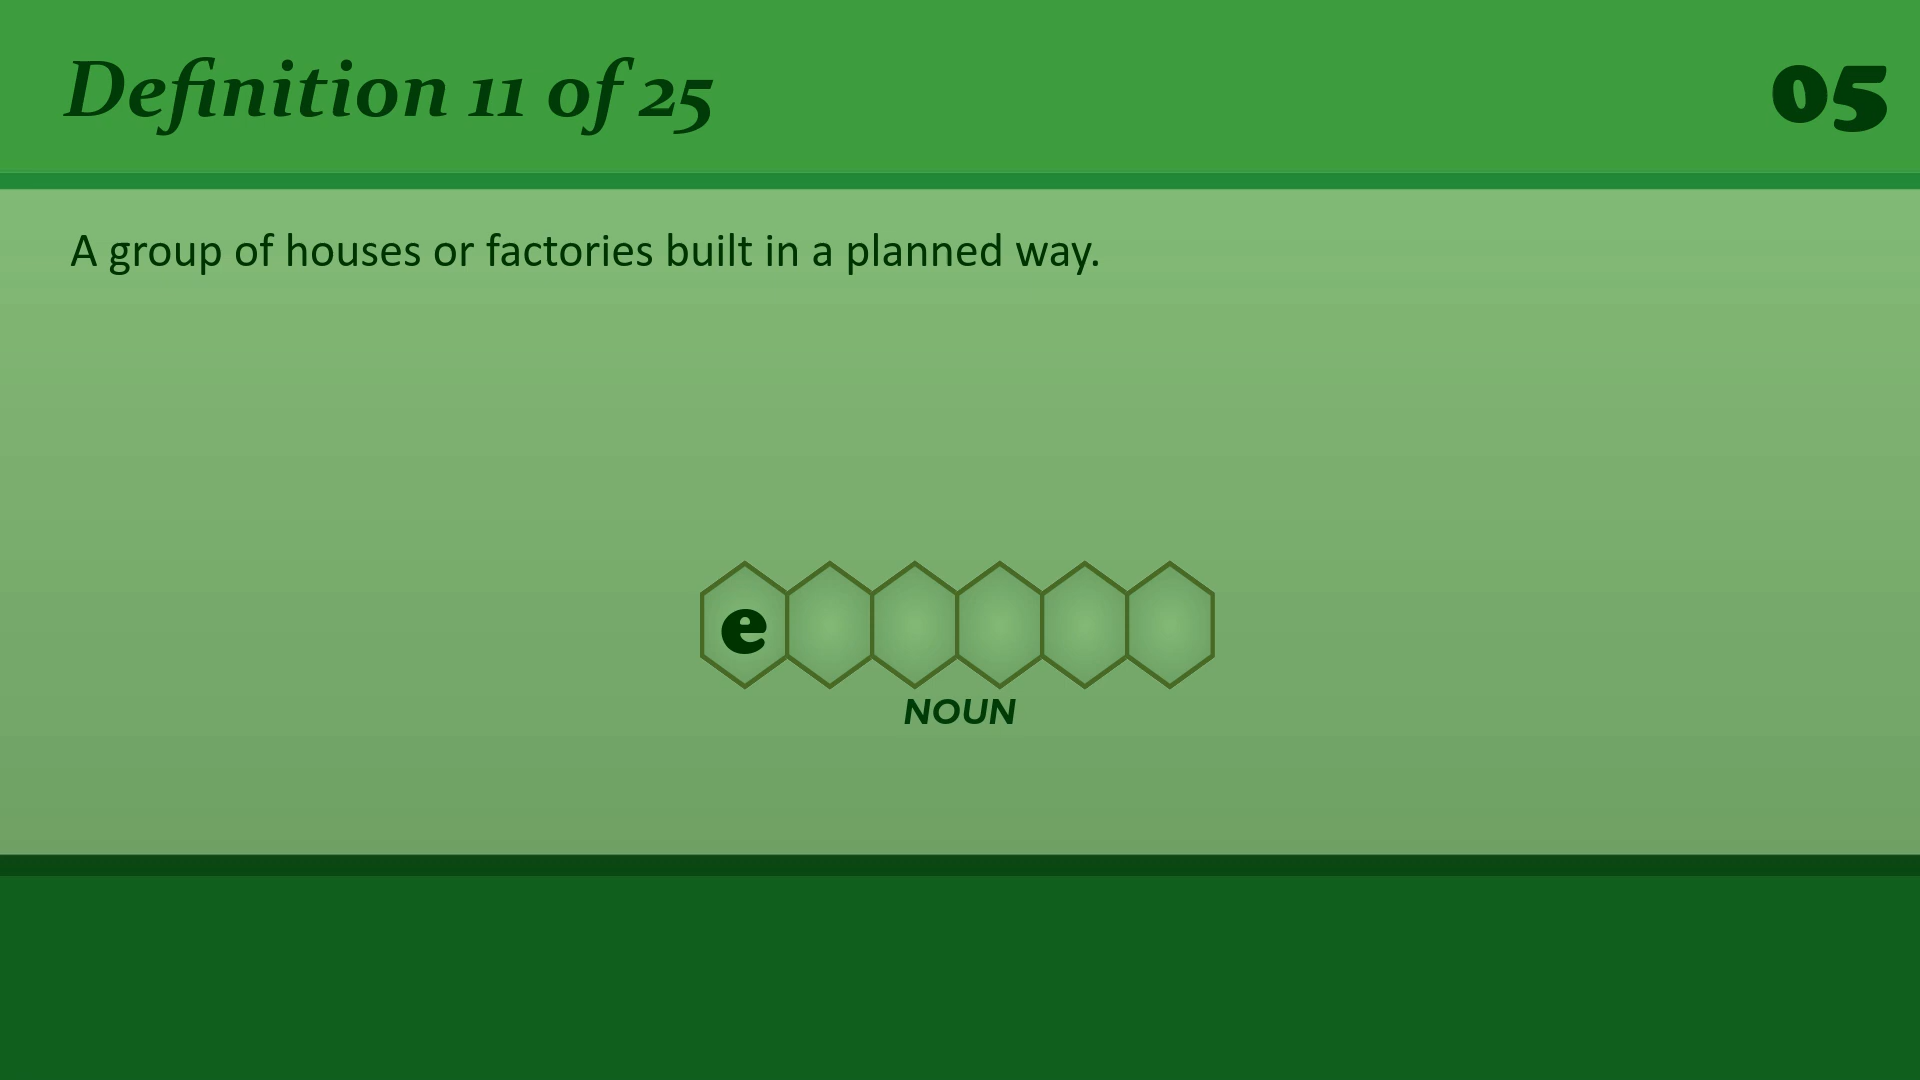 Definition 11 of 25
05
A group of houses or factories built in a planned way.
e
NOUN